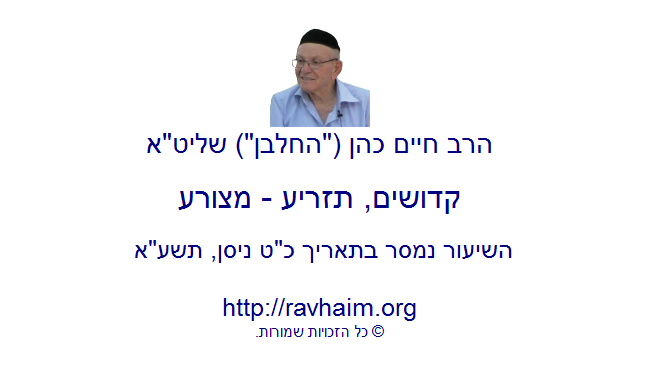 הרב חיים כהן ("החלבן") שליט"א
קדושים, תזריע - מצורע
השיעור נמסר בתאריך כ"ט ניסן, תשע"א
http://ravhaim.org
© כל הזכויות שמורות.